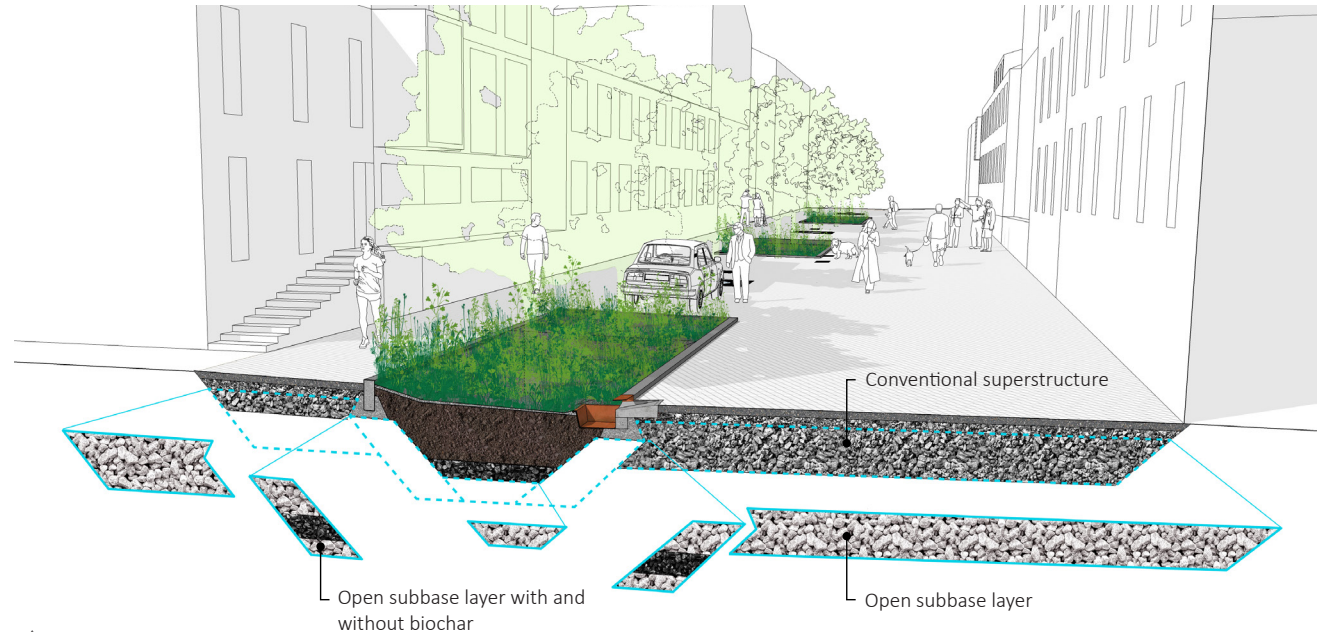 Conventional superstructure
Open subbase layer with and
without biochar
Open subbase layer